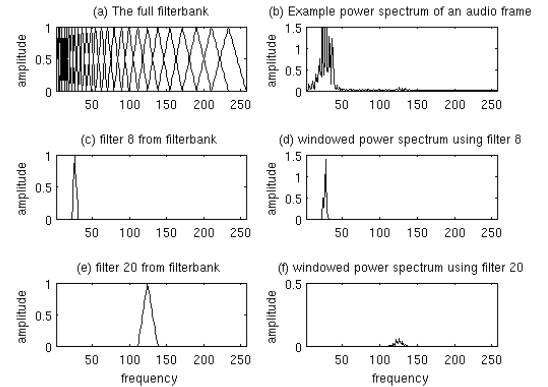 (a) The full filterbank
amplitude
1
0.5
0
50 100 150 200 250
(b) Example power spectrum of an audio frame
amplitude
1.5
1
0.5
0
50 100 150 200 250
(c) filter 8 from filterbank
amplitude
1
0.5
0
50 100 150 200 250
(d) windowed power spectrum using filter 8
amplitude
1.5
1
0.5
0
50 100 150 200 250
(e) filter 20 from filterbank
amplitude
1
0.5
0
50 100 150 200 250
frequency
(f) windowed power spectrum using filter 20
amplitude
0.5
0
50 100 150 200 250
frequency